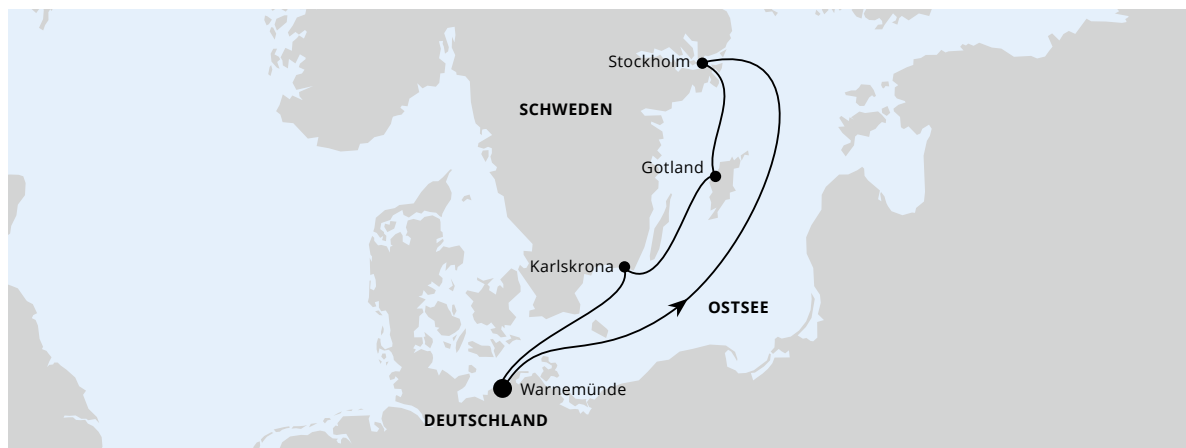 Stockholm
SCHWEDEN
Gotland
Karlskrona
OSTSEE
Warnemünde
DEUTSCHLAND